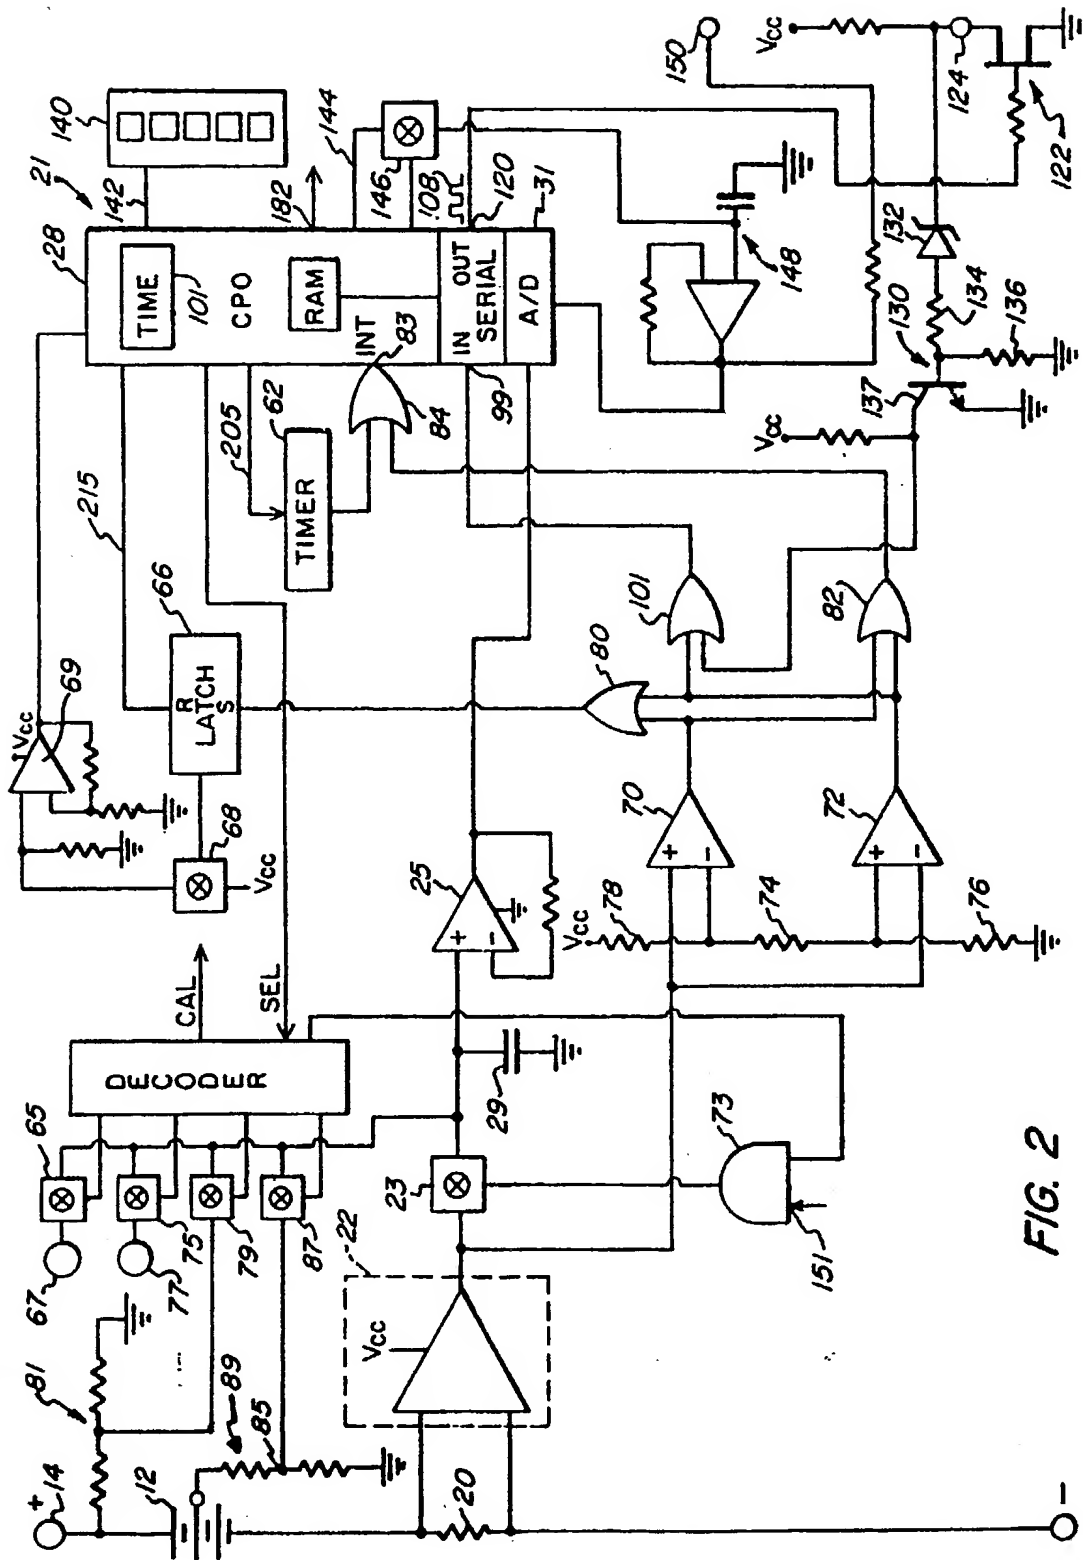 21
140
142
28
TIME
101
CPO
RAM
INT
83
182
144
146
108
120
IN
OUT
SERIAL
A/D
31
99
84
62
205
TIMER
215
66
R
LATCH
S
69
Vcc
68
Vcc
CAL
SEL
DECODER
65
67
75
77
79
87
81
14
+
12
89
85
20
−
22
Vcc
23
29
25
+
−
73
151
Vcc
78
74
76
70
+
−
72
+
−
80
101
82
148
150
Vcc
124
122
132
134
130
136
137
Vcc
FIG. 2